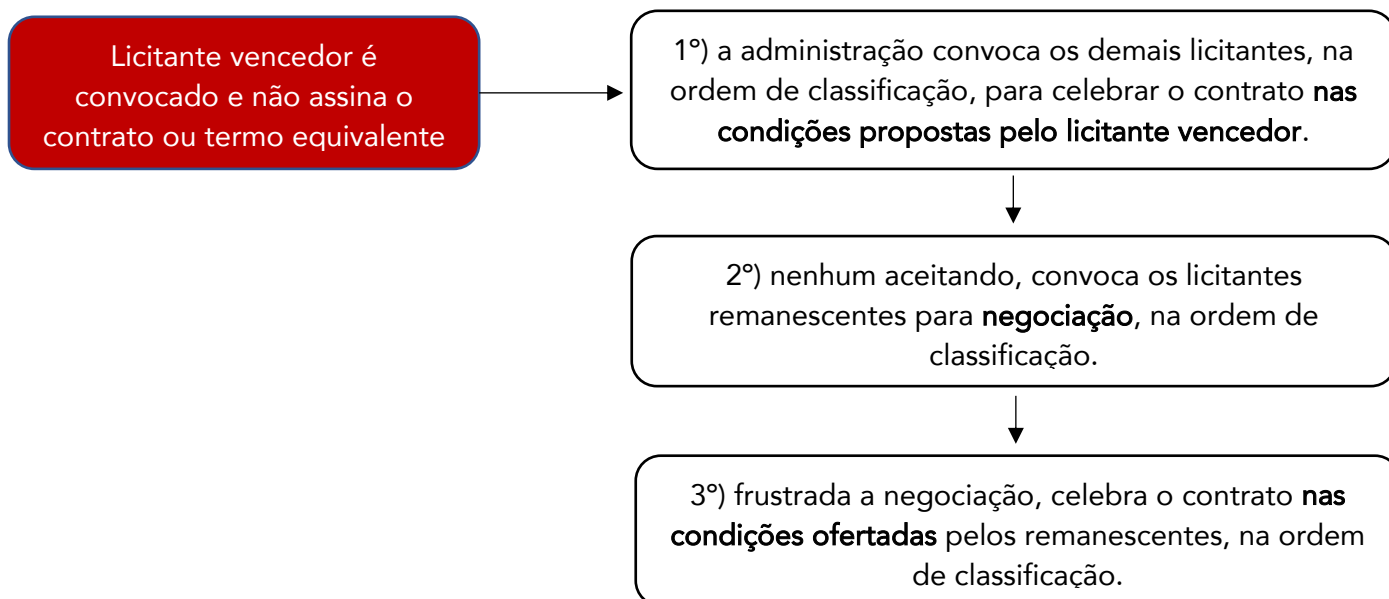 Licitante vencedor é
convocado e não assina o
contrato ou termo equivalente
1º) a administração convoca os demais licitantes, na
ordem de classificação, para celebrar o contrato nas
condições propostas pelo licitante vencedor.
2º) nenhum aceitando, convoca os licitantes
remanescentes para negociação, na ordem de
classificação.
3º) frustrada a negociação, celebra o contrato nas
condições ofertadas pelos remanescentes, na ordem
de classificação.